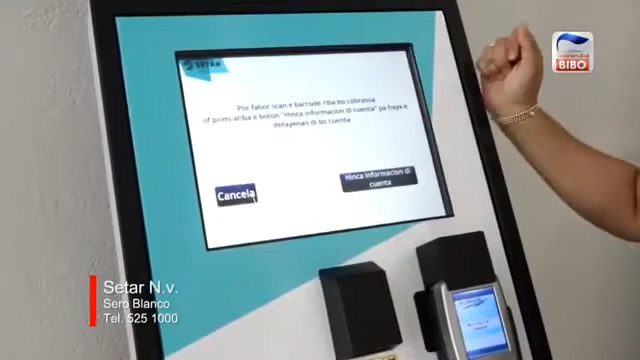 SETAR
Por fabor scan e barcode riba bo cobransa
of primi ariba e boton "Hinca informacion di cuenta" pa haya e
detayenan di bo cuenta
Cancela
Hinca informacion di
cuenta
BIBO
Setar N.v.
Sero Blanco
Tel. 525 1000